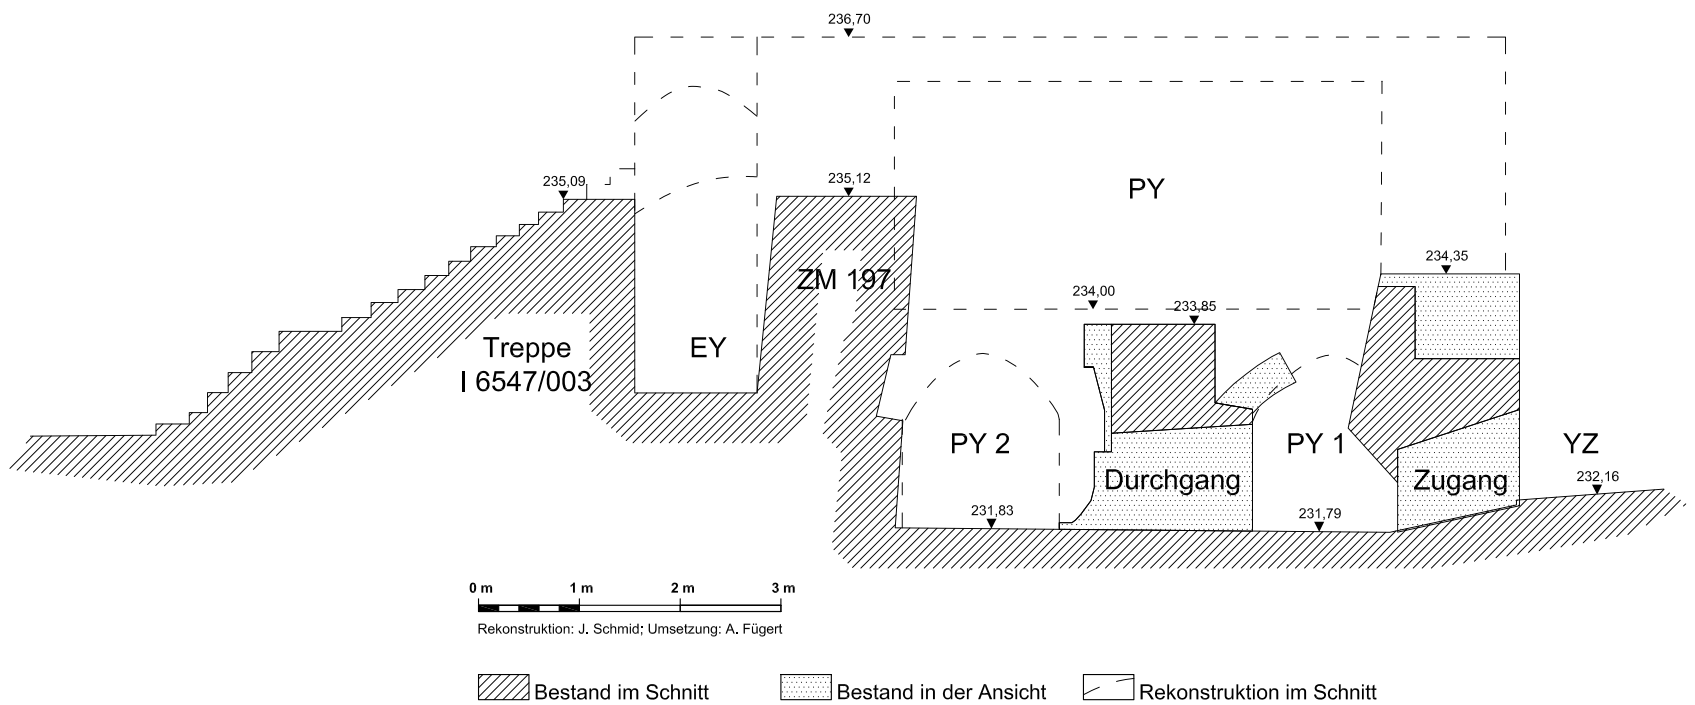 236,70
235,09
235,12
PY
234,35
ZM 197
234,00
233,85
Treppe
I 6547/003
EY
PY 2
PY 1
YZ
Durchgang
Zugang
232,16
231,83
231,79
0 m 1 m 2 m 3 m
Rekonstruktion: J. Schmid; Umsetzung: A. Fügert
Bestand im Schnitt
Bestand in der Ansicht
Rekonstruktion im Schnitt